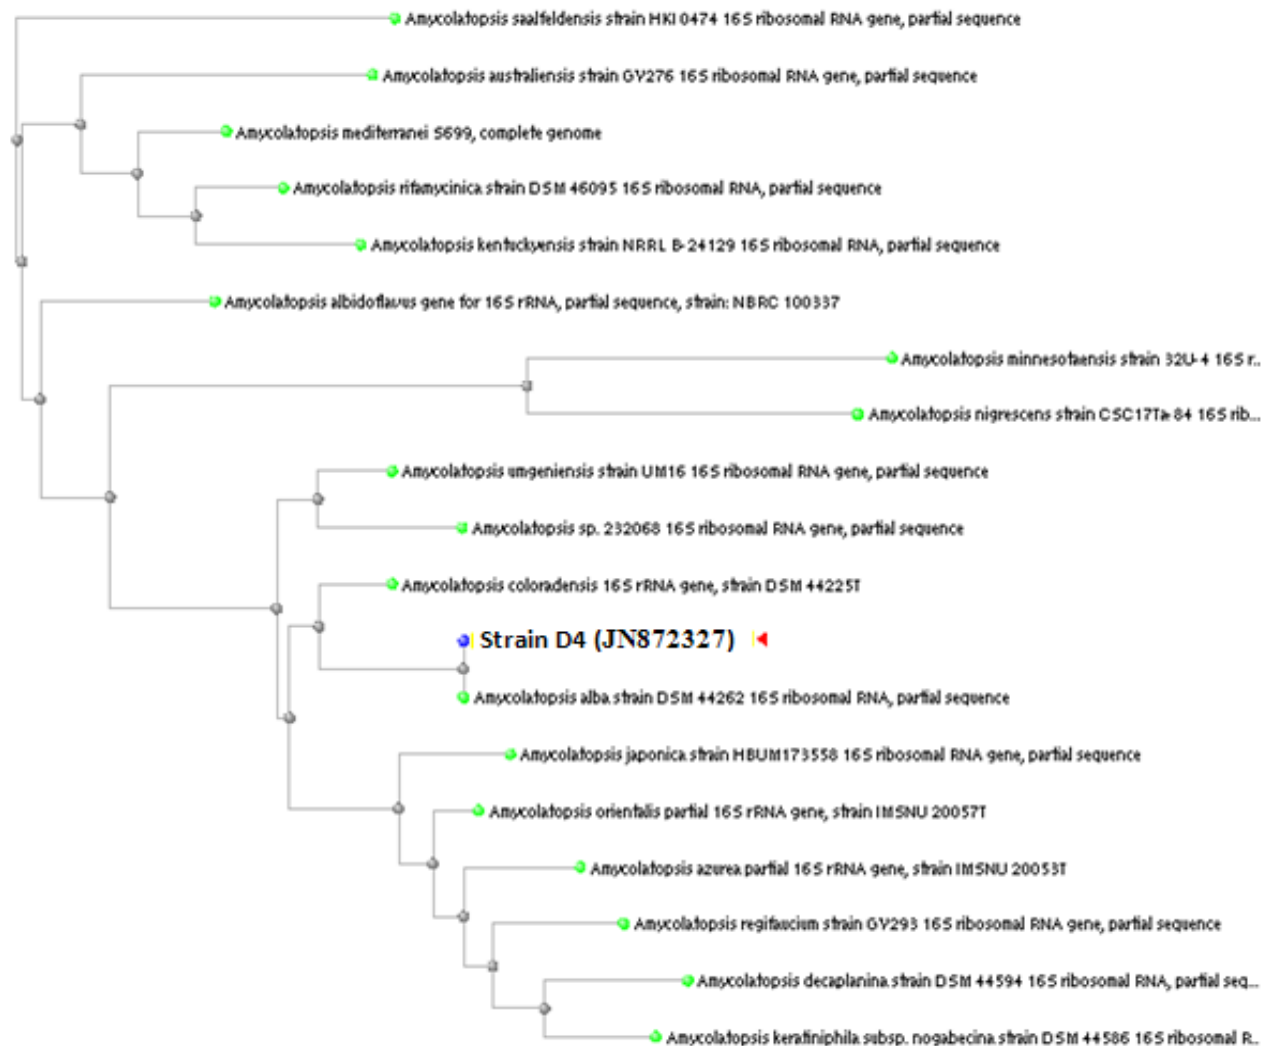 Amycolatopsis saalfeldensis strain HKI 0474 16S ribosomal RNA gene, partial sequence
Amycolatopsis australiensis strain GY276 16S ribosomal RNA gene, partial sequence
Amycolatopsis mediterranei S699, complete genome
Amycolatopsis rifamycinica strain DSM 46095 16S ribosomal RNA, partial sequence
Amycolatopsis kentuckyensis strain NRRL B-24129 16S ribosomal RNA, partial sequence
Amycolatopsis albidoflavus gene for 16S rRNA, partial sequence, strain: NBRC 100337
Amycolatopsis minnesotaensis strain 32U-4 16S r...
Amycolatopsis nigrescens strain CSC17Ta-84 16S rib...
Amycolatopsis umgeniensis strain UM16 16S ribosomal RNA gene, partial sequence
Amycolatopsis sp. 232068 16S ribosomal RNA gene, partial sequence
Amycolatopsis coloradensis 16S rRNA gene, strain DSM 44225T
Strain D4 (JN872327)
Amycolatopsis alba strain DSM 44262 16S ribosomal RNA, partial sequence
Amycolatopsis japonica strain HBUM173558 16S ribosomal RNA gene, partial sequence
Amycolatopsis orientalis partial 16S rRNA gene, strain IMSNU 20057T
Amycolatopsis azurea partial 16S rRNA gene, strain IMSNU 20053T
Amycolatopsis regifaucium strain GY293 16S ribosomal RNA gene, partial sequence
Amycolatopsis decaplanina strain DSM 44594 16S ribosomal RNA, partial seq...
Amycolatopsis keratiniphila subsp. nogabecina strain DSM 44586 16S ribosomal R...